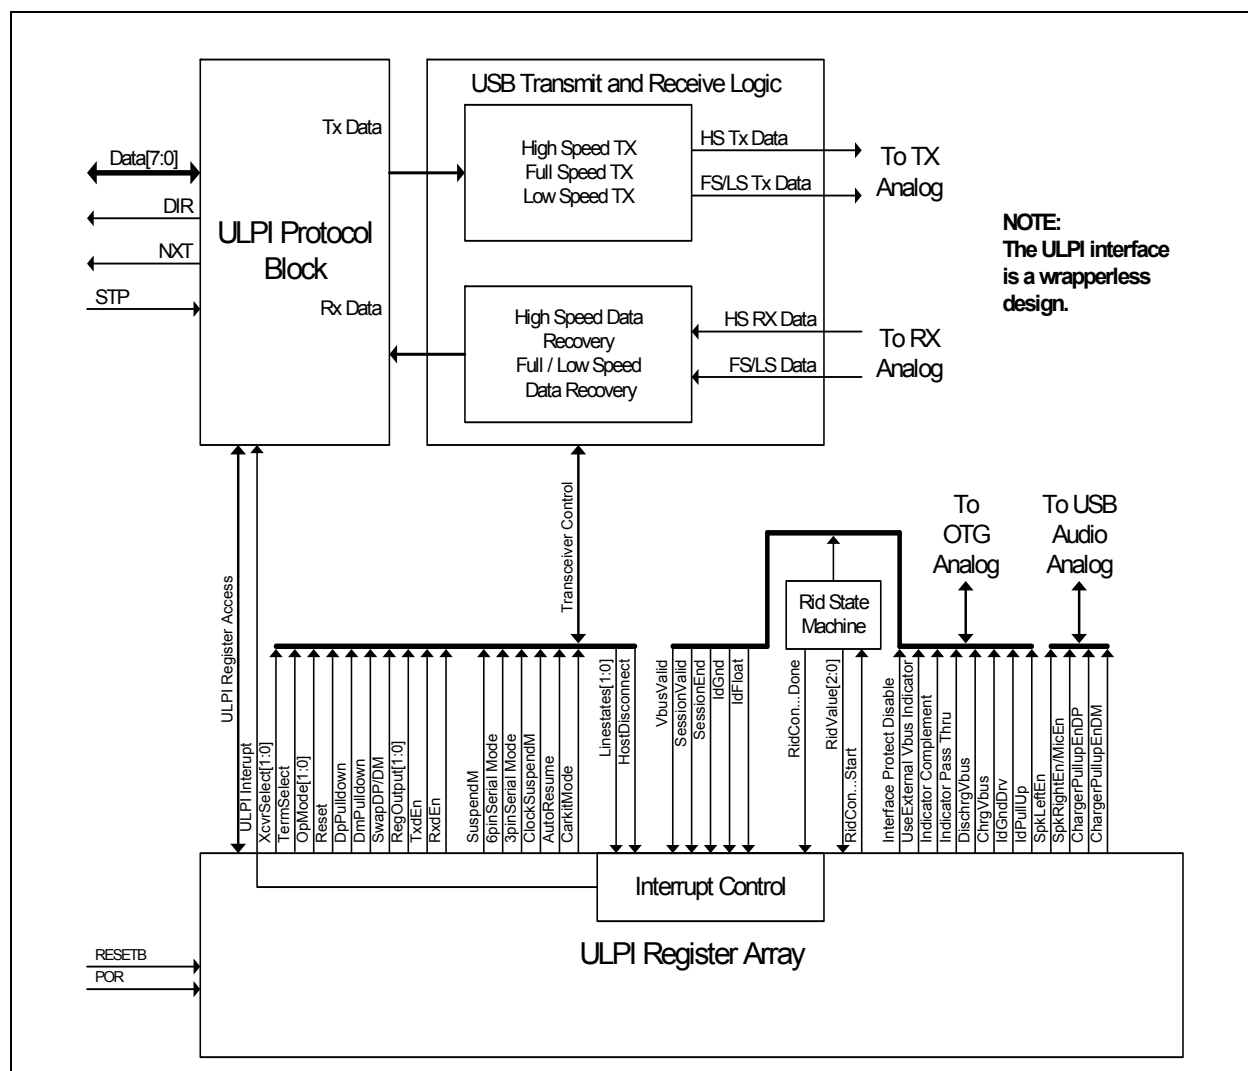 USB Transmit and Receive Logic
Tx Data
High Speed TX
Full Speed TX
Low Speed TX
HS Tx Data
FS/LS Tx Data
To TX
Analog
Data[7:0]
DIR
NXT
STP
ULPI Protocol
Block
Rx Data
High Speed Data
Recovery
Full / Low Speed
Data Recovery
HS RX Data
FS/LS Data
To RX
Analog
NOTE:
The ULPI interface
is a wrapperless
design.
ULPI Register Access
ULPI Interupt
Transceiver Control
XcvrSelect[1:0]
TermSelect
OpMode[1:0]
Reset
DpPulldown
DmPulldown
SwapDP/DM
RegOutput[1:0]
TxdEn
RxdEn
SuspendM
6pinSerial Mode
3pinSerial Mode
ClockSuspendM
AutoResume
CarkitMode
Linestates[1:0]
HostDisconnect
VbusValid
SessionValid
SessionEnd
IdGnd
IdFloat
Rid State
Machine
RidCon...Done
RidValue[2:0]
RidCon...Start
To
OTG
Analog
To USB
Audio
Analog
Interface Protect Disable
UseExternal Vbus Indicator
Indicator Complement
Indicator Pass Thru
DischrgVbus
ChrgVbus
IdGndDrv
IdPullUp
SpkLeftEn
SpkRightEn/MicEn
ChargerPullupEnDP
ChargerPullupEnDM
Interrupt Control
ULPI Register Array
RESETB
POR